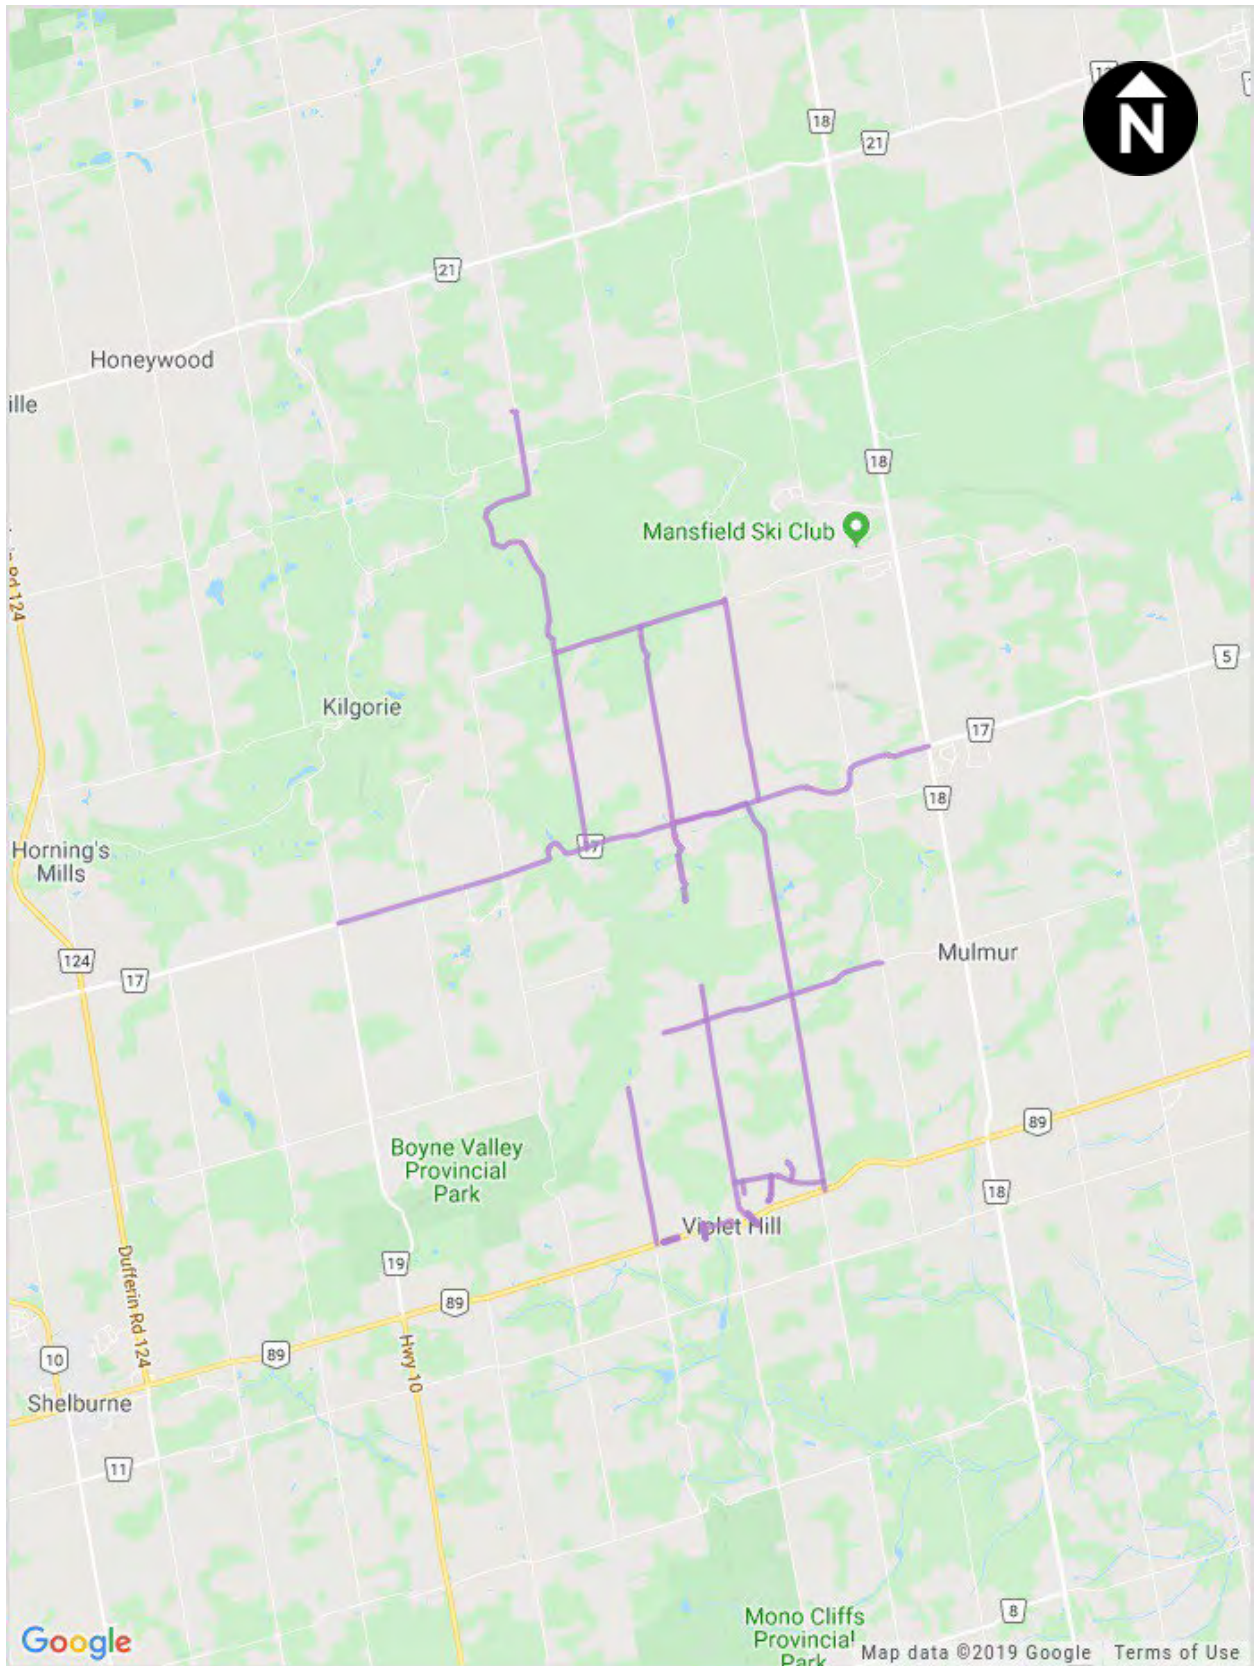 N
18
21
21
Honeywood
ille
18
Mansfield Ski Club
Rd 124
5
Kilgorie
17
18
17
Horning's
Mills
Mulmur
124
17
89
Boyne Valley
Provincial
Park
18
Violet Hill
19
Dufferin Rd 124
89
89
Hwy 10
10
Shelburne
11
8
Mono Cliffs
Provincial
Park
Google
Map data ©2019 Google
Terms of Use